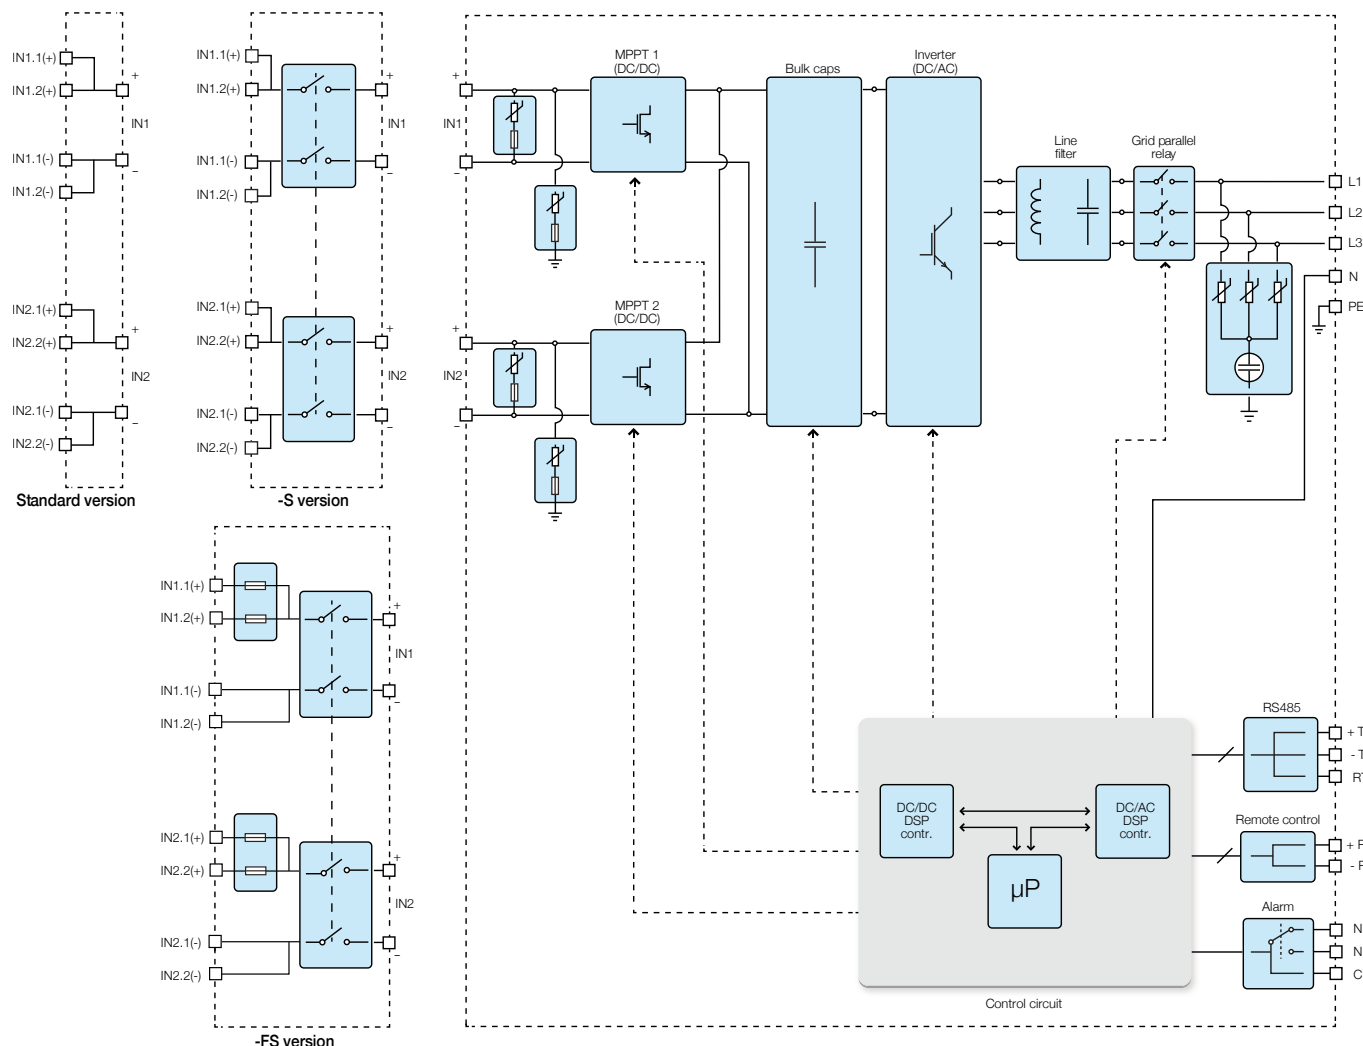 IN1.1(+)
IN1.2(+)
+
IN1
IN1.1(-)
–
IN1.2(-)
IN2.1(+)
+
IN2.2(+)
IN2
IN2.1(-)
–
IN2.2(-)
Standard version
IN1.1(+)
+
IN1.2(+)
IN1
IN1.1(-)
–
IN1.2(-)
IN2.1(+)
+
IN2.2(+)
IN2
IN2.1(-)
–
IN2.2(-)
-S version
IN1.1(+)
+
IN1.2(+)
IN1
IN1.1(-)
–
IN1.2(-)
IN2.1(+)
+
IN2.2(+)
IN2
IN2.1(-)
–
IN2.2(-)
-FS version
+
IN1
–
+
IN2
–
MPPT 1
(DC/DC)
MPPT 2
(DC/DC)
Bulk caps
Inverter
(DC/AC)
Line
filter
Grid parallel
relay
L1
L2
L3
N
PE
DC/DC
DSP
contr.
DC/AC
DSP
contr.
µP
Control circuit
RS485
+ T
- T
RT
Remote control
+ R
- R
Alarm
N
N
C